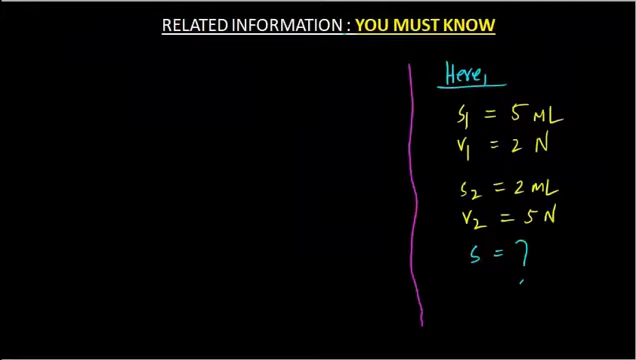 RELATED INFORMATION : YOU MUST KNOW
Here,
S1 = 5 mL
V1 = 2 N
S2 = 2 mL
V2 = 5 N
S = ?